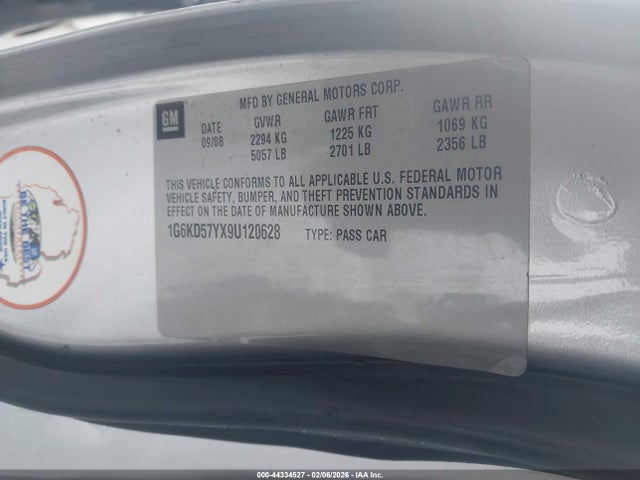 MFD BY GENERAL MOTORS CORP.
GM
DATE GVWR GAWR FRT GAWR RR
09/08 2294 KG 1225 KG 1069 KG
5057 LB 2701 LB 2356 LB
THIS VEHICLE CONFORMS TO ALL APPLICABLE U.S. FEDERAL MOTOR
VEHICLE SAFETY, BUMPER, AND THEFT PREVENTION STANDARDS IN
EFFECT ON THE DATE OF MANUFACTURE SHOWN ABOVE.
1G6KD57YX9U120628 TYPE: PASS CAR
000-44334527 - 02/06/2026 - IAAI, Inc.